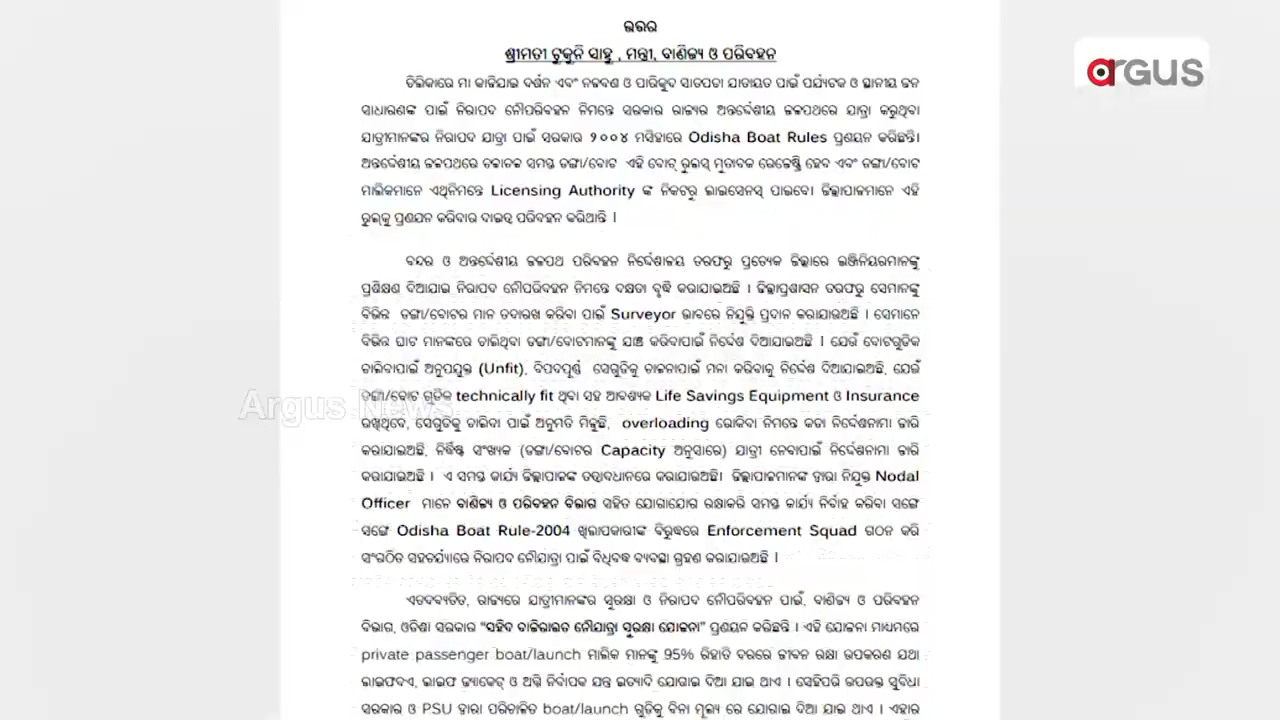 ଉତ୍ତର
ଶ୍ରୀମତୀ ଟୁକୁନି ସାହୁ , ମନ୍ତ୍ରୀ, ବାଣିଜ୍ୟ ଓ ପରିବହନ
ARGUS
ଚିଲିକାରେ ମା କାଳିଯାଇ ଦର୍ଶନ ଏବଂ ନଳବଣ ଓ ପାରିକୁଦ ସାତପଡା ଯାତାୟତ ପାଇଁ ପର୍ଯ୍ୟଟକ ଓ ସ୍ଥାନୀୟ ଜନ
ସାଧାରଣଙ୍କ ପାଇଁ ନିରାପଦ ନୌପରିବହନ ନିମନ୍ତେ ସରକାର ରାଜ୍ୟର ଅନ୍ତର୍ଦ୍ଦେଶୀୟ ଜଳପଥରେ ଯାତ୍ରା କରୁଥିବା
ଯାତ୍ରୀମାନଙ୍କର ନିରାପଦ ଯାତ୍ରା ପାଇଁ ସରକାର ୨୦୦୪ ମସିହାରେ Odisha Boat Rules ପ୍ରଣୟନ କରିଛନ୍ତି।
ଅନ୍ତର୍ଦ୍ଦେଶୀୟ ଜଳପଥରେ ଚଳାଚଳ ସମସ୍ତ ଡଙ୍ଗା/ବୋଟ ଏହି ବୋଟ୍ ରୁଲସ୍ ମୁତାବକ ରେଜେଷ୍ଟ୍ରି ହେବ ଏବଂ ଡଙ୍ଗା/ବୋଟ
ମାଲିକମାନେ ଏଥିନିମନ୍ତେ Licensing Authority ଙ୍କ ନିକଟରୁ ଲାଇସେନସ୍ ପାଇବେ। ଜିଲ୍ଲାପାଳମାନେ ଏହି
ରୁଲ୍‌କୁ ପ୍ରଣଯନ କରିବାର ଦାଇତ୍ୱ ପରିବହନ କରିଥାନ୍ତି ।
ବନ୍ଦର ଓ ଅନ୍ତର୍ଦ୍ଦେଶୀୟ ଜଳପଥ ପରିବହନ ନିର୍ଦ୍ଦେଶାଳୟ ତରଫରୁ ପ୍ରତ୍ୟେକ ଜିଲ୍ଲାରେ ଇଞ୍ଜିନିୟରମାନଙ୍କୁ
ପ୍ରଶିକ୍ଷଣ ଦିଆଯାଇ ନିରାପଦ ନୌପରିବହନ ନିମନ୍ତେ ଦକ୍ଷତା ବୃଦ୍ଧି କରାଯାଇଅଛି । ଜିଲ୍ଲାପ୍ରଶାସନ ତରଫରୁ ସେମାନଙ୍କୁ
ବିଭିନ୍ନ ଡଙ୍ଗା/ବୋଟର ମାନ ତଦାରଖ କରିବା ପାଇଁ Surveyor ଭାବରେ ନିଯୁକ୍ତି ପ୍ରଦାନ କରାଯାଇଅଛି । ସେମାନେ
ବିଭିନ୍ନ ଘାଟ ମାନଙ୍କରେ ଚାଲିଥିବା ଡଙ୍ଗା/ବୋଟମାନଙ୍କୁ ଯାଞ୍ଚ କରିବାପାଇଁ ନିର୍ଦ୍ଦେଶ ଦିଆଯାଇଅଛି । ଯେଉଁ ବୋଟଗୁଡିକ
ଚାଲିବାପାଇଁ ଅନୁପଯୁକ୍ତ (Unfit), ବିପଦପୂର୍ଣ୍ଣ ସେଗୁଡିକୁ ଚାଳନାପାଇଁ ମନା କରିବାକୁ ନିର୍ଦ୍ଦେଶ ଦିଆଯାଇଅଛି, ଯେଉଁ
ଡଙ୍ଗା/ବୋଟ ଗୁଡିକ technically fit ଥିବା ସହ ଆବଶ୍ୟକ Life Savings Equipment ଓ Insurance
ରଖିଥିବେ, ସେଗୁଡିକୁ ଚାଲିବା ପାଇଁ ଅନୁମତି ମିଳୁଛି, overloading ରୋକିବା ନିମନ୍ତେ କଡା ନିର୍ଦ୍ଦେଶନାମା ଜାରି
କରାଯାଇଅଛି, ନିର୍ଦ୍ଧିଷ୍ଟ ସଂଖ୍ୟକ (ଡଙ୍ଗା/ବୋଟର Capacity ଅନୁସାରେ) ଯାତ୍ରୀ ନେବାପାଇଁ ନିର୍ଦ୍ଦେଶନାମା ଜାରି
କରାଯାଇଅଛି । ଏ ସମସ୍ତ କାର୍ଯ୍ୟ ଜିଲ୍ଲାପାଳଙ୍କ ତତ୍ତ୍ୱାବଧାନରେ କରାଯାଉଅଛି। ଜିଲ୍ଲାପାଳମାନଙ୍କ ଦ୍ୱାରା ନିଯୁକ୍ତ Nodal
Officer ମାନେ ବାଣିଜ୍ୟ ଓ ପରିବହନ ବିଭାଗ ସହିତ ଯୋଗାଯୋଗ ରକ୍ଷାକରି ସମସ୍ତ କାର୍ଯ୍ୟ ନିର୍ବାହ କରିବା ସଙ୍ଗେ
ସଙ୍ଗେ Odisha Boat Rule-2004 ଖିଲାପକାରୀଙ୍କ ବିରୁଦ୍ଧରେ Enforcement Squad ଗଠନ କରି
ସଂଗଠିତ ସହଚର୍ଯ୍ୟାରେ ନିରାପଦ ନୌଯାତ୍ରା ପାଇଁ ବିଧିବଦ୍ଧ ବ୍ୟବସ୍ଥା ଗ୍ରହଣ କରାଯାଉଅଛି ।
Argus News
ଏତଦବ୍ୟତିତ, ରାଜ୍ୟରେ ଯାତ୍ରୀମାନଙ୍କର ସୁରକ୍ଷା ଓ ନିରାପଦ ନୌପରିବହନ ପାଇଁ, ବାଣିଜ୍ୟ ଓ ପରିବହନ
ବିଭାଗ, ଓଡିଶା ସରକାର "ସହିଦ ବାଜିରାଉତ ନୌଯାତ୍ରା ସୁରକ୍ଷା ଯୋଜନା" ପ୍ରଣୟନ କରିଛନ୍ତି । ଏହି ଯୋଜନା ମାଧ୍ୟମରେ
private passenger boat/launch ମାଲିକ ମାନଙ୍କୁ 95% ରିହାତି ଦରରେ ଜୀବନ ରକ୍ଷା ଉପକରଣ ଯଥା
ଲାଇଫବଏ, ଲାଇଫ ଜ୍ୟାକେଟ୍ ଓ ଅଗ୍ନି ନିର୍ବାପକ ଯନ୍ତ୍ର ଇତ୍ୟାଦି ଯୋଗାଇ ଦିଆ ଯାଇ ଥାଏ । ସେହିପରି ଉପରୋକ୍ତ ସୁବିଧା
ସରକାର ଓ PSU ଦ୍ୱାରା ପରିଚାଳିତ boat/launch ଗୁଡିକୁ ବିନା ମୂଲ୍ୟ ରେ ଯୋଗାଇ ଦିଆ ଯାଇ ଥାଏ । ଏହାର